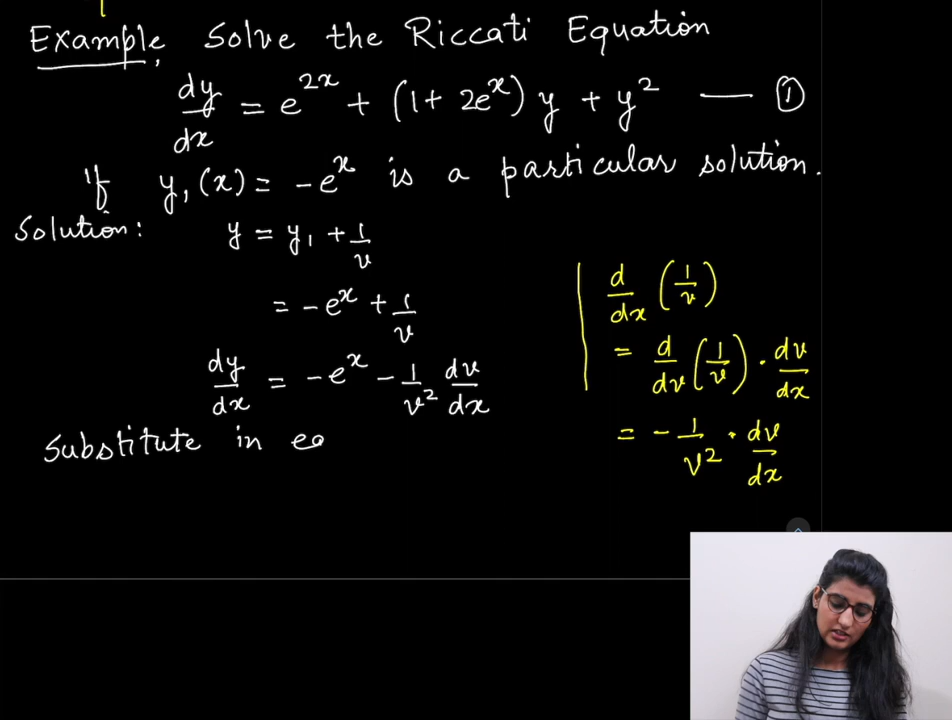 Example, Solve the Riccati Equation
dy/dx = e^{2x} + (1 + 2e^x) y + y^2 — ①
If y₁(x) = -e^x is a particular solution.
Solution: y = y₁ + 1/v
= -e^x + 1/v
dy/dx = -e^x - 1/v^2 dv/dx
Substitute in eq
d/dx (1/v)
= d/dv (1/v) · dv/dx
= - 1/v^2 · dv/dx